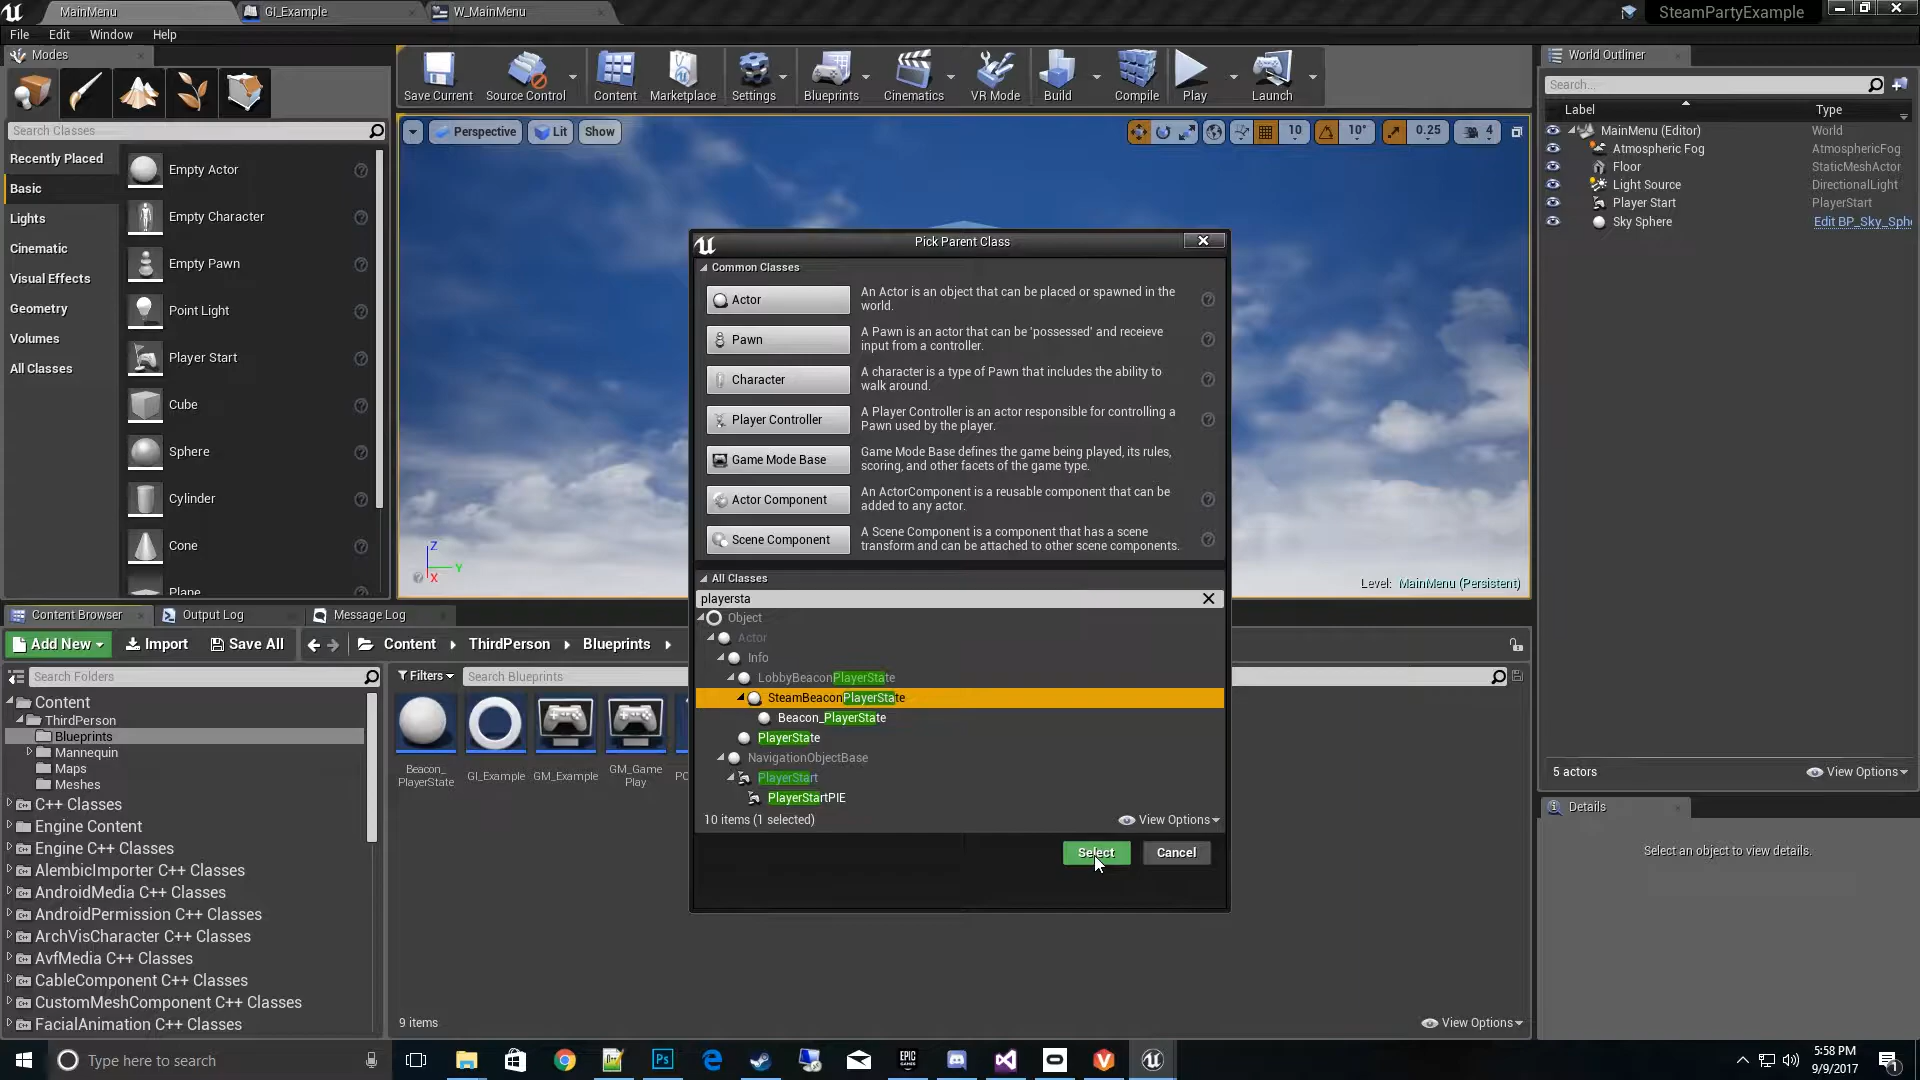 MainMenu
GI_Example
W_MainMenu
SteamPartyExample
File Edit Window Help
Modes
Search Classes
Recently Placed
Basic
Lights
Cinematic
Visual Effects
Geometry
Volumes
All Classes
Empty Actor
Empty Character
Empty Pawn
Point Light
Player Start
Cube
Sphere
Cylinder
Cone
Plane
Save Current
Source Control
Content
Marketplace
Settings
Blueprints
Cinematics
VR Mode
Build
Compile
Play
Launch
Perspective
Lit
Show
10
10°
0.25
4
Z
Y
X
Level: MainMenu (Persistent)
World Outliner
Search...
Label Type
MainMenu (Editor) World
Atmospheric Fog AtmosphericFog
Floor StaticMeshActor
Light Source DirectionalLight
Player Start PlayerStart
Sky Sphere Edit BP_Sky_Sph
5 actors
View Options
Details
Select an object to view details.
Pick Parent Class
Common Classes
Actor
An Actor is an object that can be placed or spawned in the
world.
Pawn
A Pawn is an actor that can be 'possessed' and receieve
input from a controller.
Character
A character is a type of Pawn that includes the ability to
walk around.
Player Controller
A Player Controller is an actor responsible for controlling a
Pawn used by the player.
Game Mode Base
Game Mode Base defines the game being played, its rules,
scoring, and other facets of the game type.
Actor Component
An ActorComponent is a reusable component that can be
added to any actor.
Scene Component
A Scene Component is a component that has a scene
transform and can be attached to other scene components.
All Classes
playersta
Object
Actor
Info
LobbyBeaconPlayerState
SteamBeaconPlayerState
Beacon_PlayerState
PlayerState
NavigationObjectBase
PlayerStart
PlayerStartPIE
10 items (1 selected)
View Options
Select
Cancel
Content Browser
Output Log
Message Log
Add New
Import
Save All
Content
ThirdPerson
Blueprints
Search Folders
Filters
Search Blueprints
Content
ThirdPerson
Blueprints
Mannequin
Maps
Meshes
C++ Classes
Engine Content
Engine C++ Classes
AlembicImporter C++ Classes
AndroidMedia C++ Classes
AndroidPermission C++ Classes
ArchVisCharacter C++ Classes
AvfMedia C++ Classes
CableComponent C++ Classes
CustomMeshComponent C++ Classes
FacialAnimation C++ Classes
Beacon_
PlayerState
GI_Example
GM_Example
GM_Game
Play
PC
9 items
View Options
Type here to search
Ps
EPIC
GAMES
5:58 PM
9/9/2017
1